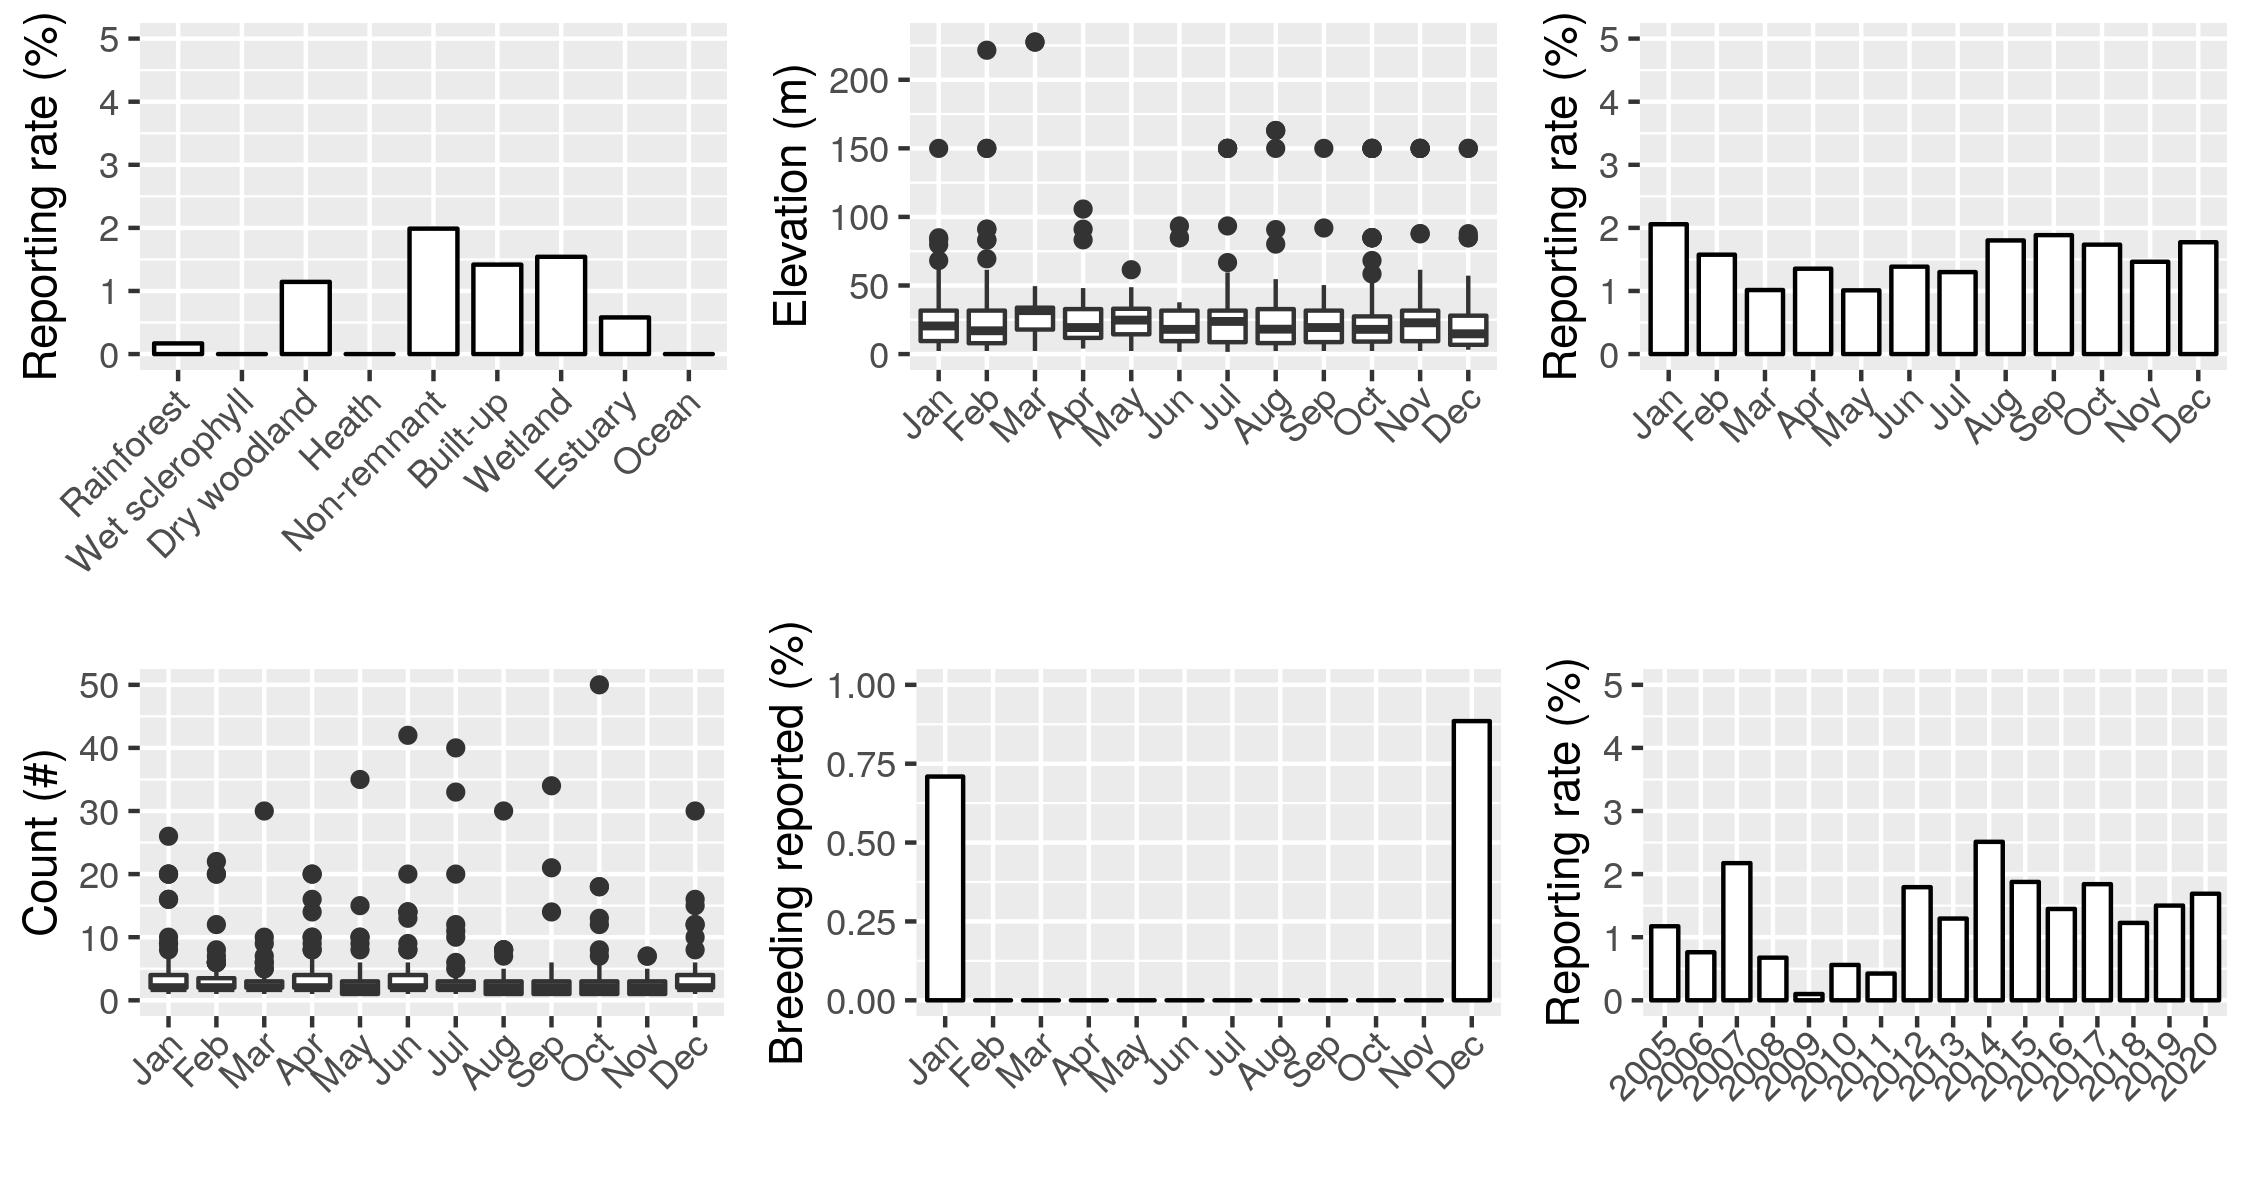 Reporting rate (%)
5
4
3
2
1
0
Rainforest
Wet sclerophyll
Dry woodland
Heath
Non-remnant
Built-up
Wetland
Estuary
Ocean
Elevation (m)
200
150
100
50
0
Jan
Feb
Mar
Apr
May
Jun
Jul
Aug
Sep
Oct
Nov
Dec
Reporting rate (%)
5
4
3
2
1
0
Jan
Feb
Mar
Apr
May
Jun
Jul
Aug
Sep
Oct
Nov
Dec
Count (#)
50
40
30
20
10
0
Jan
Feb
Mar
Apr
May
Jun
Jul
Aug
Sep
Oct
Nov
Dec
Breeding reported (%)
1.00
0.75
0.50
0.25
0.00
Jan
Feb
Mar
Apr
May
Jun
Jul
Aug
Sep
Oct
Nov
Dec
Reporting rate (%)
5
4
3
2
1
0
2005
2006
2007
2008
2009
2010
2011
2012
2013
2014
2015
2016
2017
2018
2019
2020